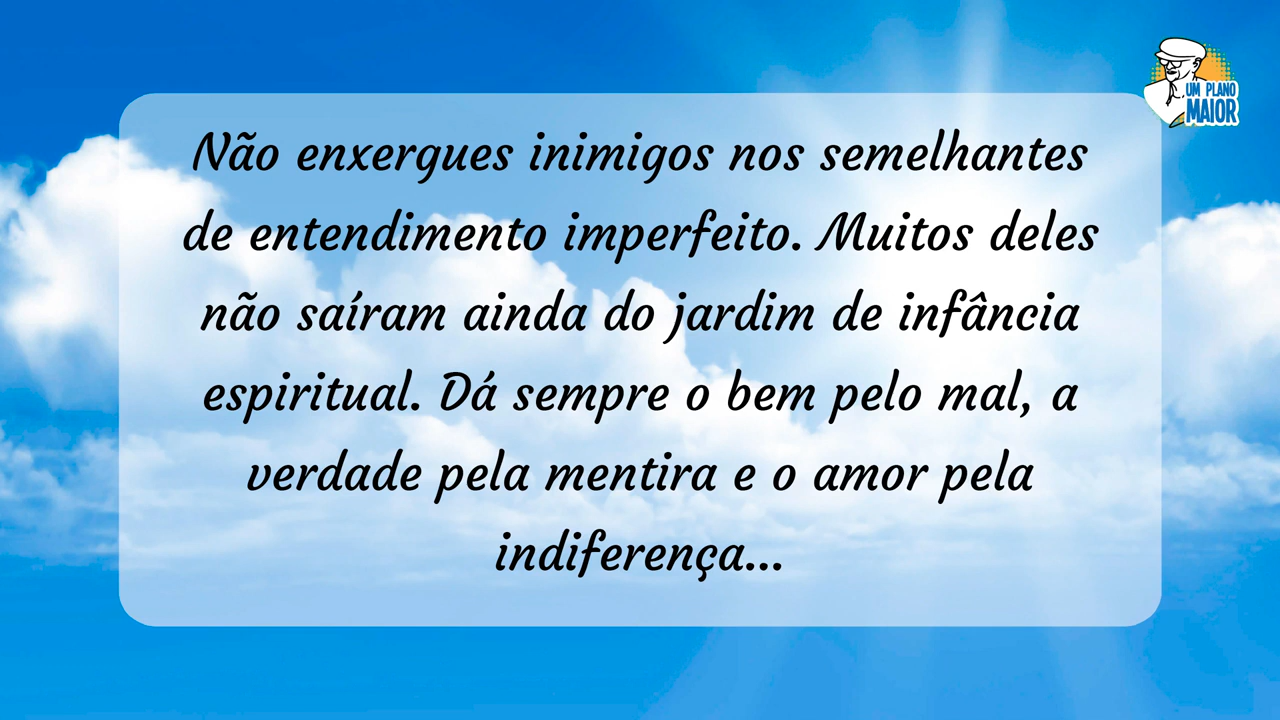 UM PLANO
MAIOR
Não enxergues inimigos nos semelhantes
de entendimento imperfeito. Muitos deles
não saíram ainda do jardim de infância
espiritual. Dá sempre o bem pelo mal, a
verdade pela mentira e o amor pela
indiferença...